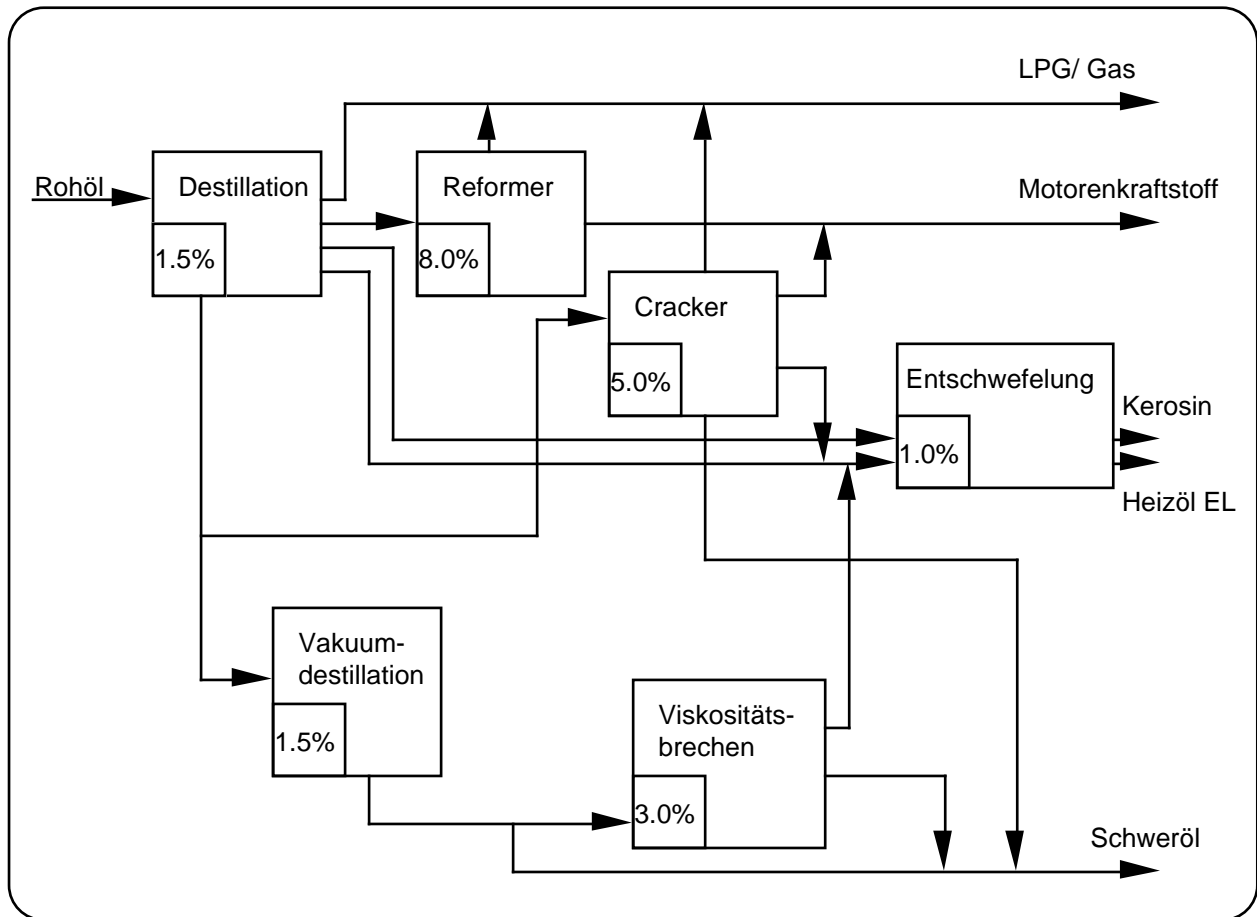 LPG/ Gas
Rohöl
Destillation
1.5%
Reformer
8.0%
Motorenkraftstoff
Cracker
5.0%
Entschwefelung
1.0%
Kerosin
Heizöl EL
Vakuum-
destillation
1.5%
Viskositäts-
brechen
3.0%
Schweröl